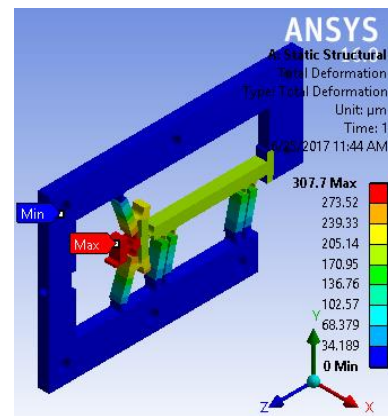 ANSYS
A: Static Structural
Total Deformation
Type: Total Deformation
Unit: µm
Time: 1
2017 11:44 AM
307.7 Max
273.52
239.33
205.14
170.95
136.76
102.57
68.379
34.189
0 Min
Min
Max
Y
Z
X